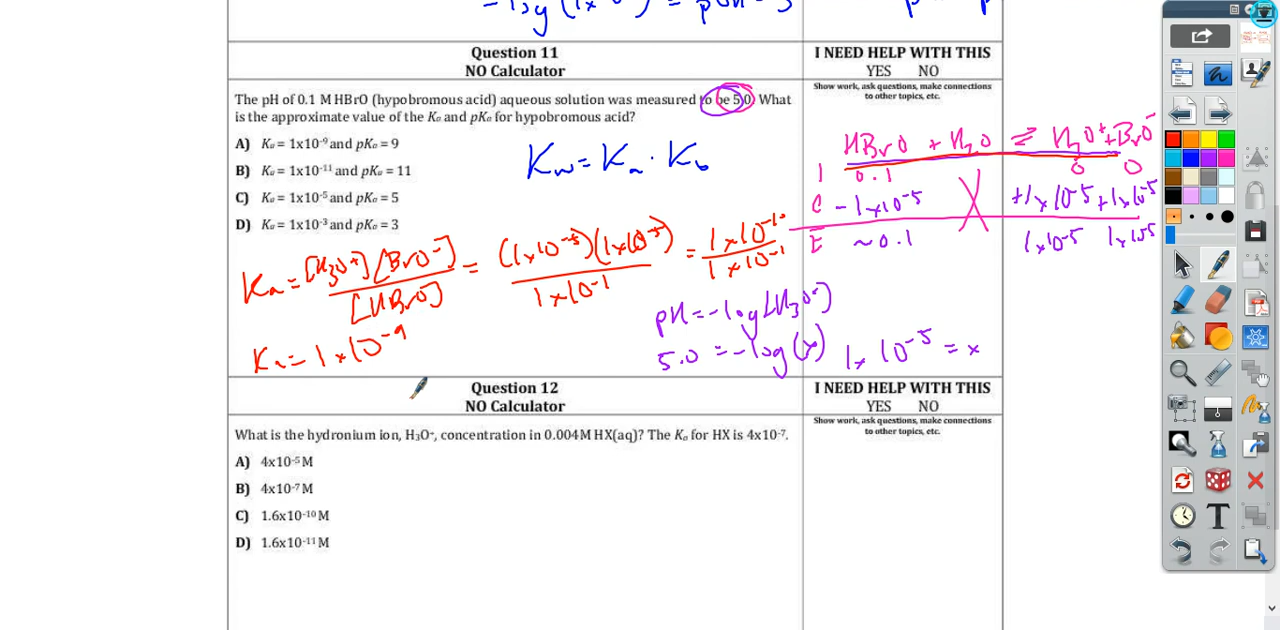 -log(1x10 ) = pOH = 5
Question 11
NO Calculator
I NEED HELP WITH THIS
YES NO
Show work, ask questions, make connections
to other topics, etc.
The pH of 0.1 M HBrO (hypobromous acid) aqueous solution was measured to be 5.0. What
is the approximate value of the Ka and pKa for hypobromous acid?
A) Ka = 1x10⁻⁹ and pKa = 9
B) Ka = 1x10⁻¹¹ and pKa = 11
C) Ka = 1x10⁻⁵ and pKa = 5
D) Ka = 1x10⁻³ and pKa = 3
Kw = Ka · Kb
HBrO + H₂O ⇌ H₃O⁺ + BrO⁻
I 0.1 0 0
C -1x10⁻⁵ +1x10⁻⁵ +1x10⁻⁵
E ~0.1 1x10⁻⁵ 1x10⁻⁵
Ka = [H₃O⁺][BrO⁻] / [HBrO] = (1x10⁻⁵)(1x10⁻⁵) / 1x10⁻¹ = 1x10⁻¹⁰ / 1x10⁻¹
Ka = 1x10⁻⁹
pH = -log[H₃O⁺]
5.0 = -log(x) 1x10⁻⁵ = x
Question 12
NO Calculator
I NEED HELP WITH THIS
YES NO
Show work, ask questions, make connections
to other topics, etc.
What is the hydronium ion, H₃O⁺, concentration in 0.004M HX(aq)? The Ka for HX is 4x10⁻⁷.
A) 4x10⁻⁵ M
B) 4x10⁻⁷ M
C) 1.6x10⁻¹⁰ M
D) 1.6x10⁻¹¹ M